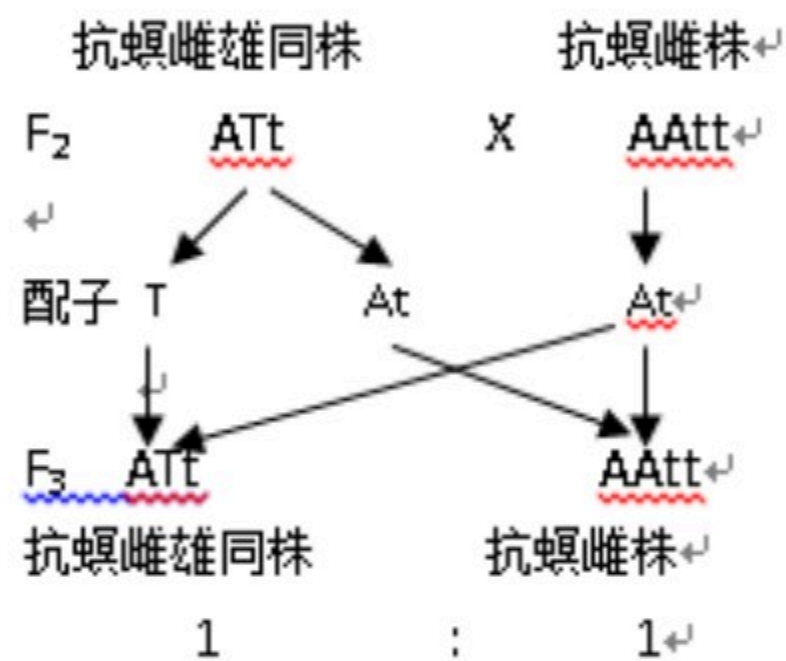 抗螟雌雄同株 抗螟雌株
F₂ ATt X AAtt
配子 T At At
F₃ ATt AAtt
抗螟雌雄同株 抗螟雌株
1 : 1